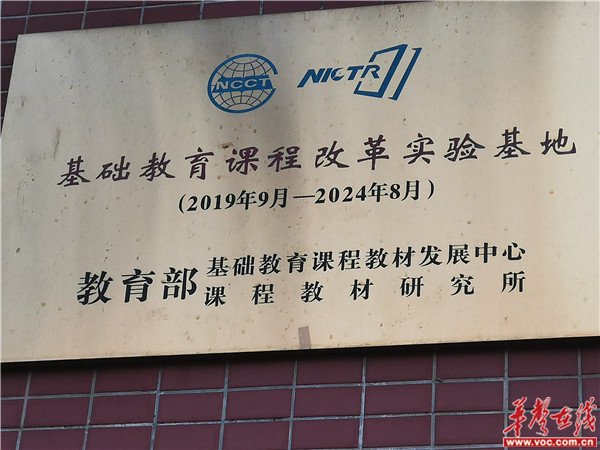 NCCT NICTR
基础教育课程改革实验基地
(2019年9月—2024年8月)
教育部 基础教育课程教材发展中心
课程教材研究所
华声在线
www.voc.com.cn